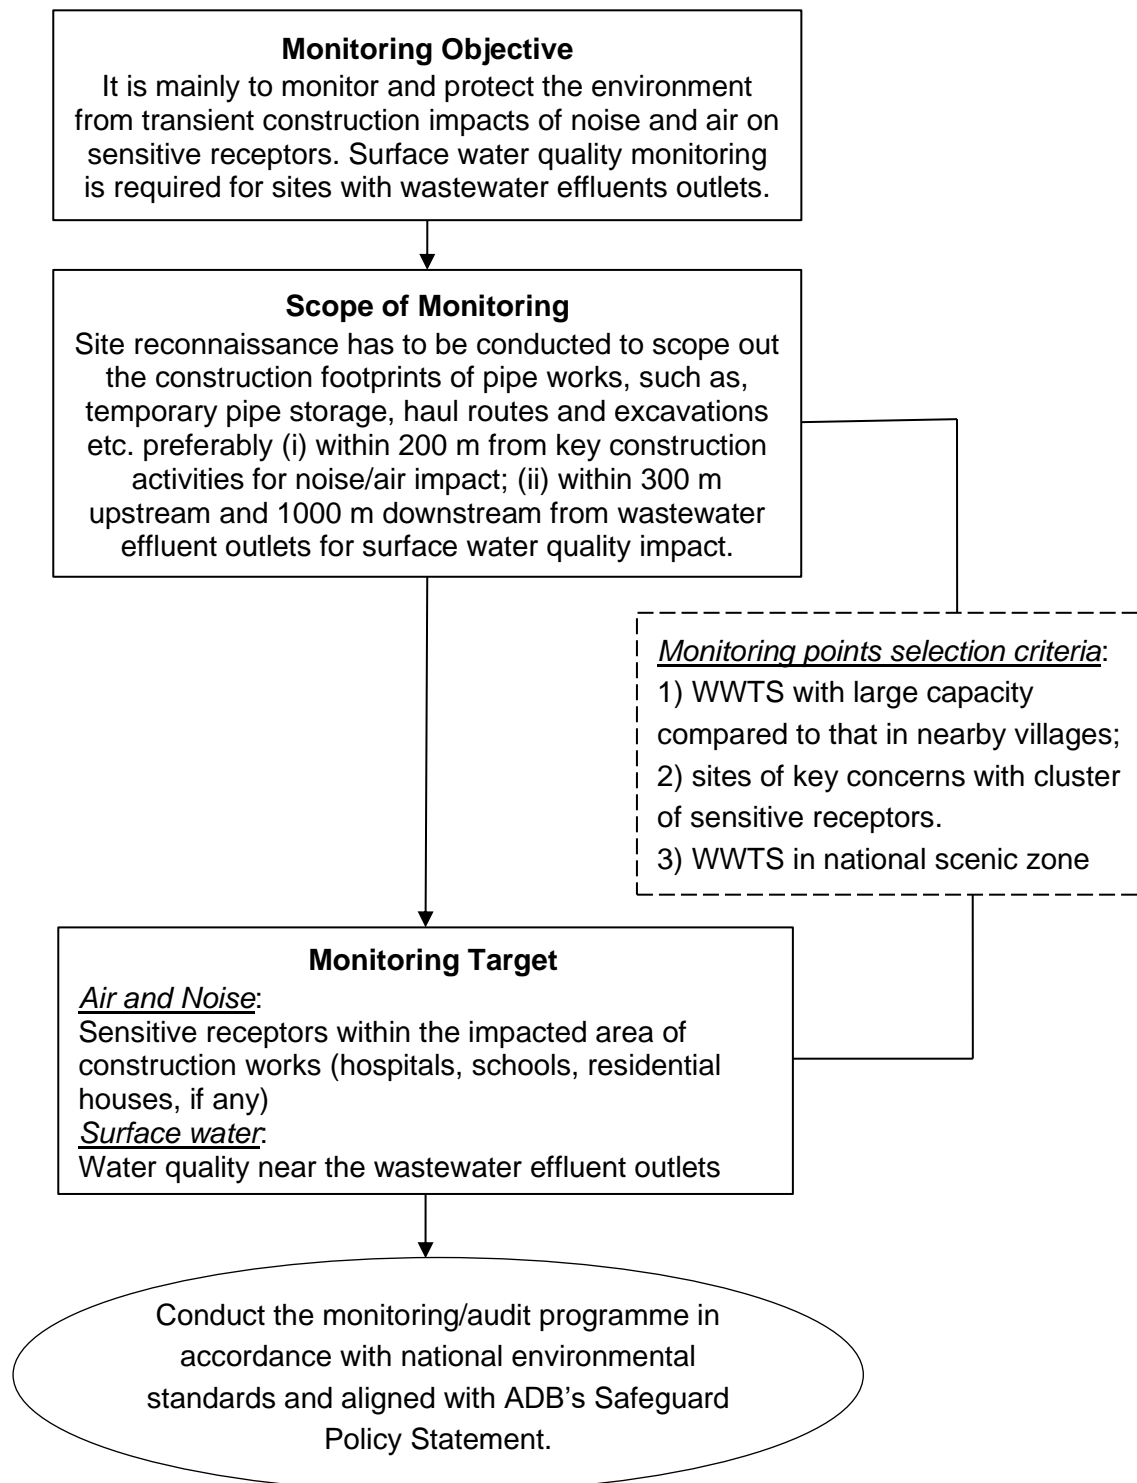 Monitoring Objective
It is mainly to monitor and protect the environment
from transient construction impacts of noise and air on
sensitive receptors. Surface water quality monitoring
is required for sites with wastewater effluents outlets.
Scope of Monitoring
Site reconnaissance has to be conducted to scope out
the construction footprints of pipe works, such as,
temporary pipe storage, haul routes and excavations
etc. preferably (i) within 200 m from key construction
activities for noise/air impact; (ii) within 300 m
upstream and 1000 m downstream from wastewater
effluent outlets for surface water quality impact.
Monitoring points selection criteria:
1) WWTS with large capacity
compared to that in nearby villages;
2) sites of key concerns with cluster
of sensitive receptors.
3) WWTS in national scenic zone
Monitoring Target
Air and Noise:
Sensitive receptors within the impacted area of
construction works (hospitals, schools, residential
houses, if any)
Surface water:
Water quality near the wastewater effluent outlets
Conduct the monitoring/audit programme in
accordance with national environmental
standards and aligned with ADB’s Safeguard
Policy Statement.